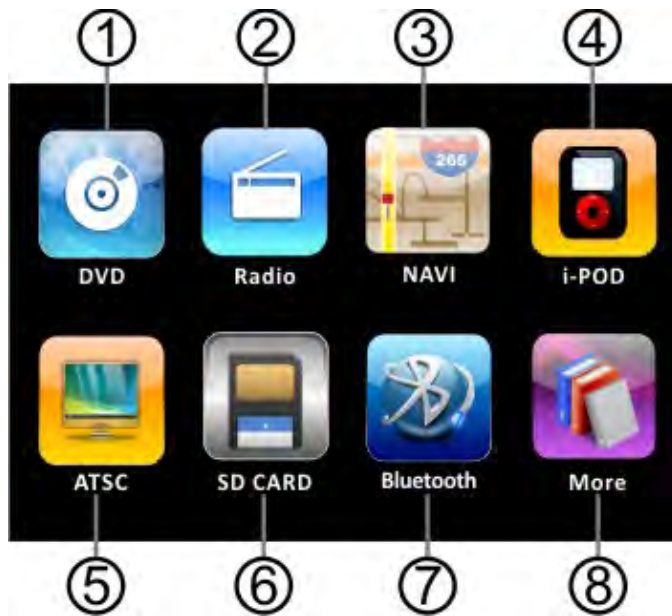 ① ② ③ ④
265
DVD Radio NAVI i-POD
ATSC SD CARD Bluetooth More
⑤ ⑥ ⑦ ⑧